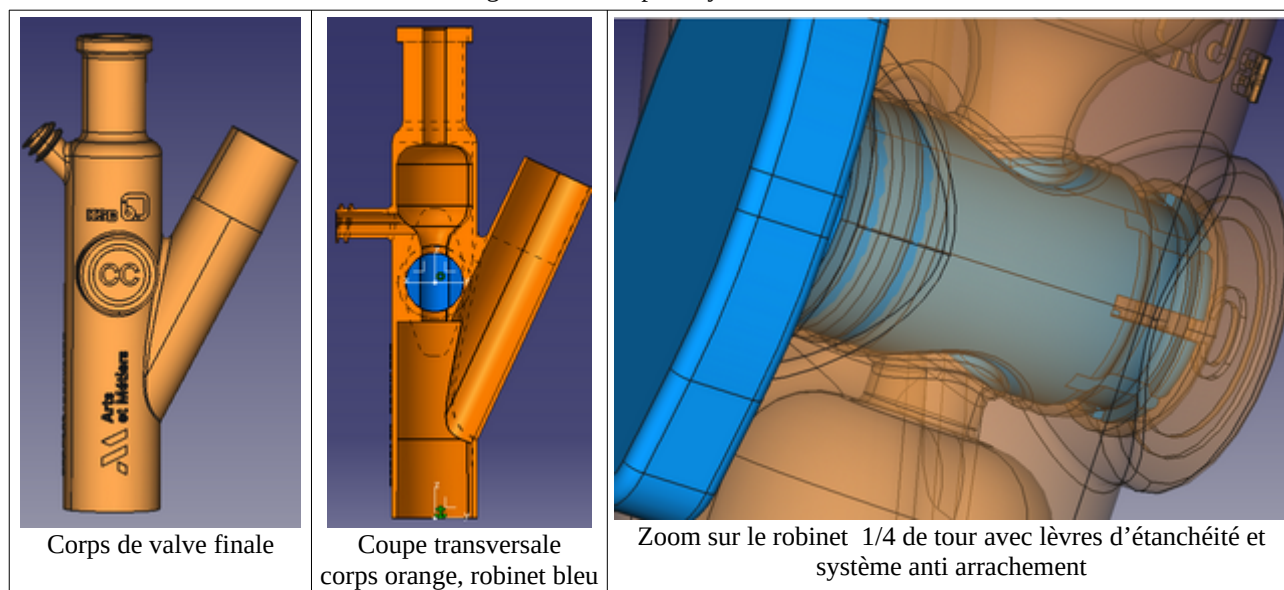 CC
Arts
et Métiers
Corps de valve finale
Coupe transversale
corps orange, robinet bleu
Zoom sur le robinet 1/4 de tour avec lèvres d’étanchéité et
système anti arrachement